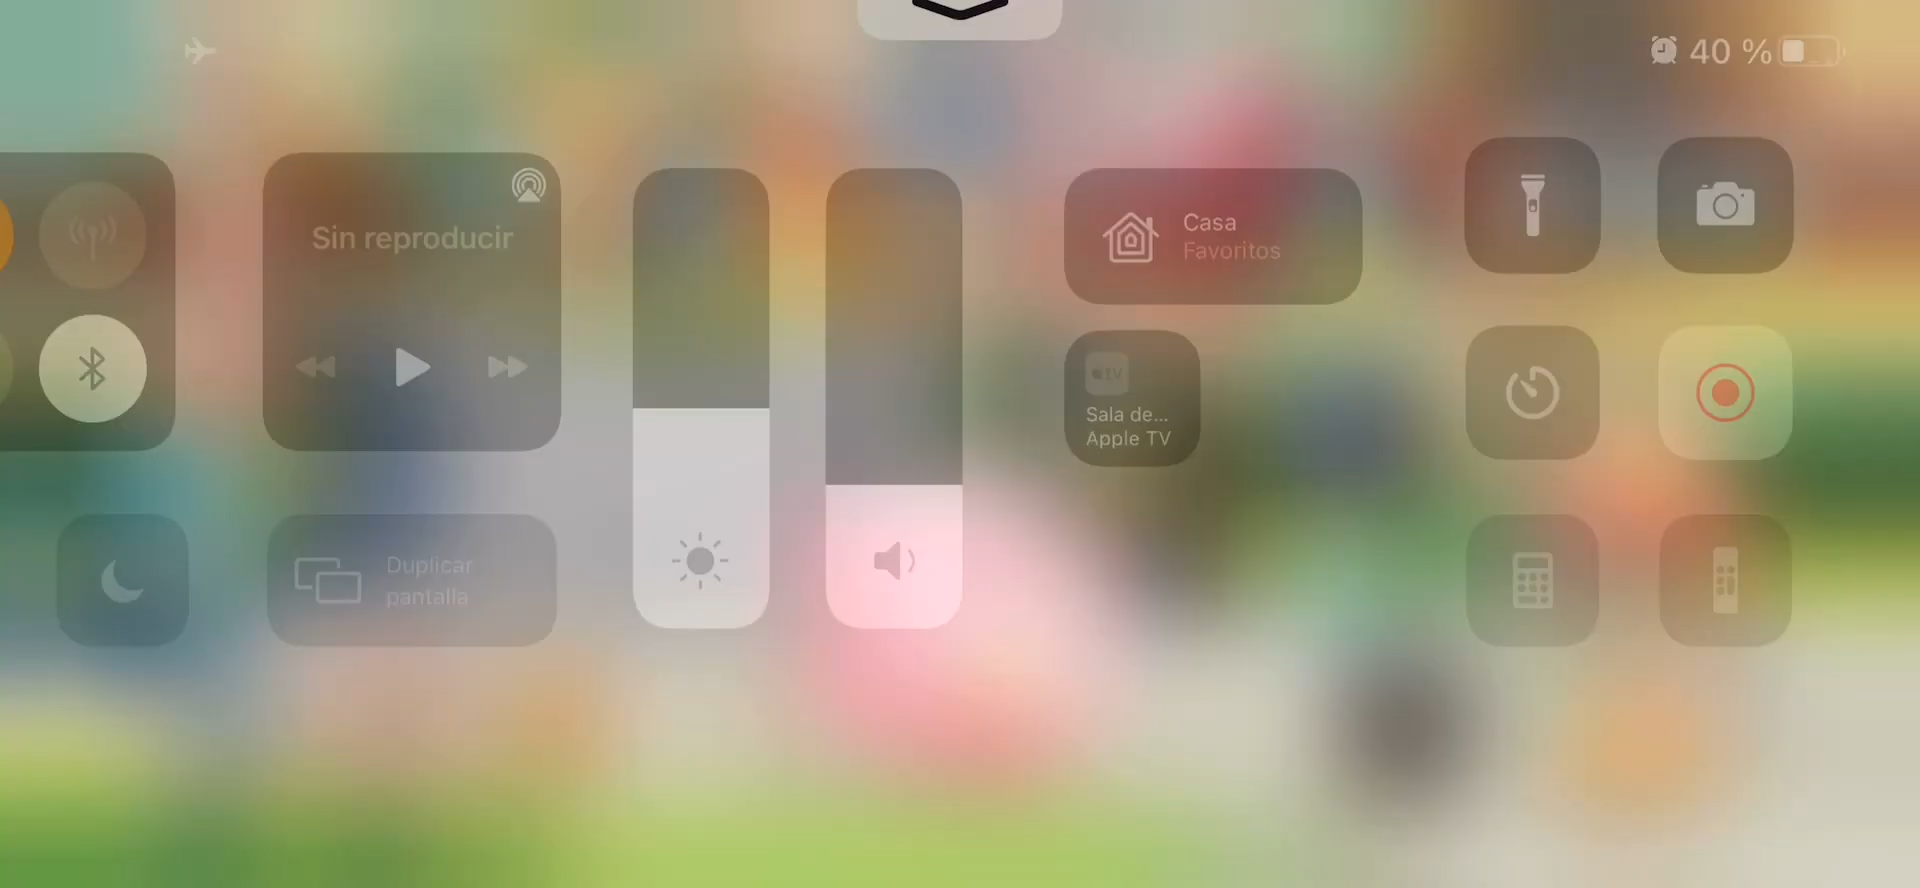 40 %
Sin reproducir
Casa
Favoritos
tv
Sala de...
Apple TV
Duplicar
pantalla